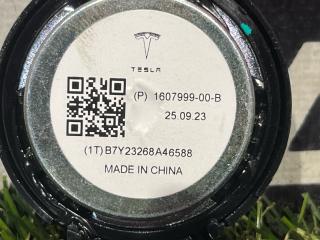 TESLA
(P) 1607999-00-B
25.09.23
(1T)B7Y23268A46588
MADE IN CHINA